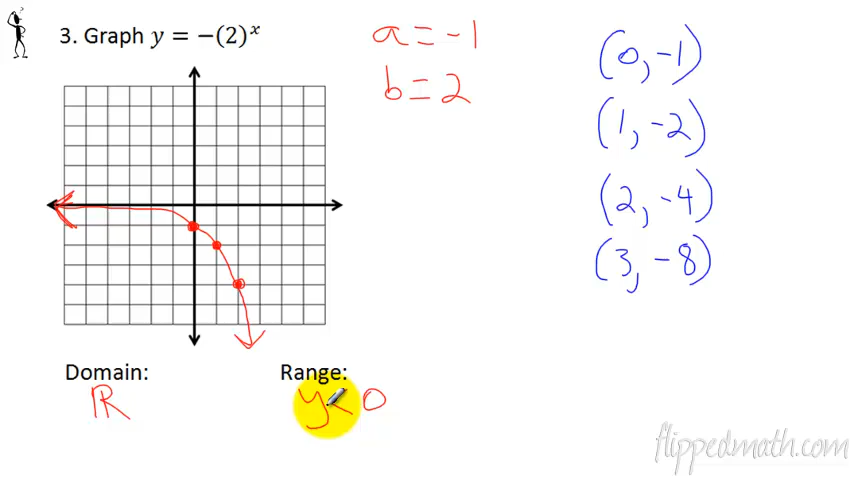 3. Graph y = −(2)^x
a = -1
b = 2
(0, -1)
(1, -2)
(2, -4)
(3, -8)
Domain:
ℝ
Range:
y < 0
flippedmath.com